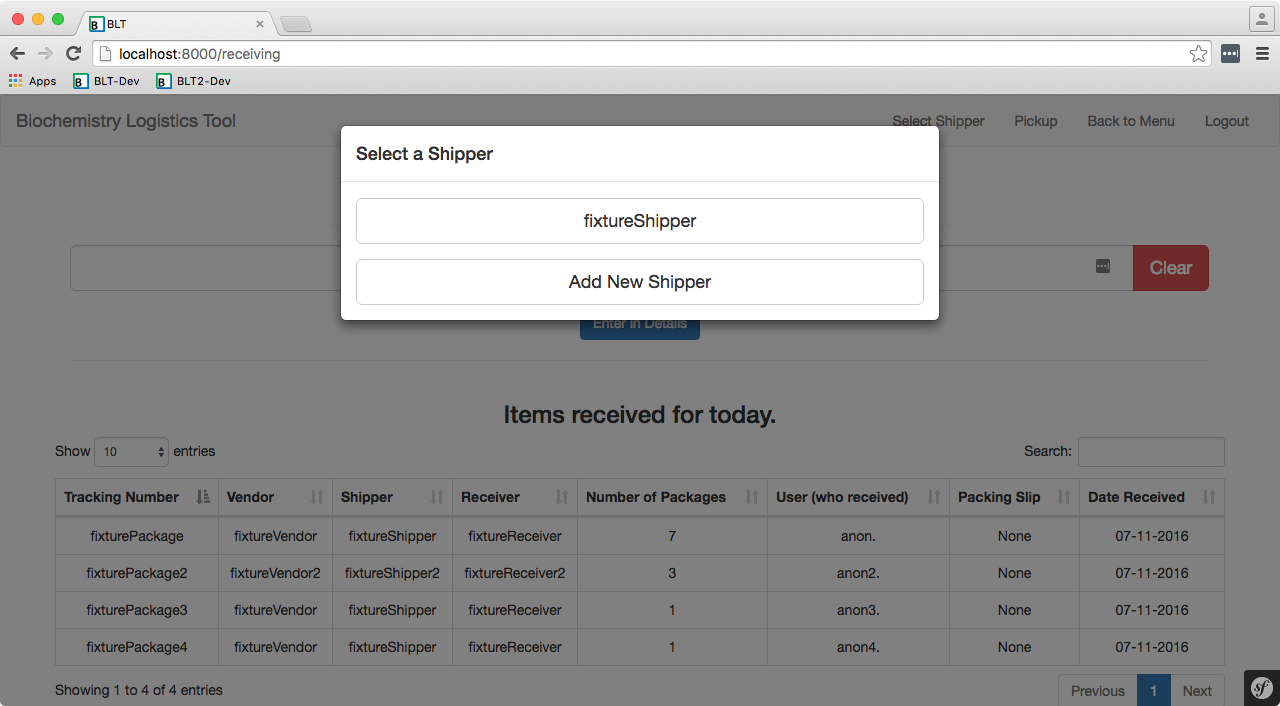 BLT
localhost:8000/receiving
Apps BLT-Dev BLT2-Dev
Biochemistry Logistics Tool Select Shipper Pickup Back to Menu Logout
Select a Shipper
fixtureShipper
Clear
Add New Shipper
Enter in Details
Items received for today.
Show 10 entries Search:
Tracking Number Vendor Shipper Receiver Number of Packages User (who received) Packing Slip Date Received
fixturePackage fixtureVendor fixtureShipper fixtureReceiver 7 anon. None 07-11-2016
fixturePackage2 fixtureVendor2 fixtureShipper2 fixtureReceiver2 3 anon2. None 07-11-2016
fixturePackage3 fixtureVendor fixtureShipper fixtureReceiver 1 anon3. None 07-11-2016
fixturePackage4 fixtureVendor fixtureShipper fixtureReceiver 1 anon4. None 07-11-2016
Showing 1 to 4 of 4 entries Previous 1 Next